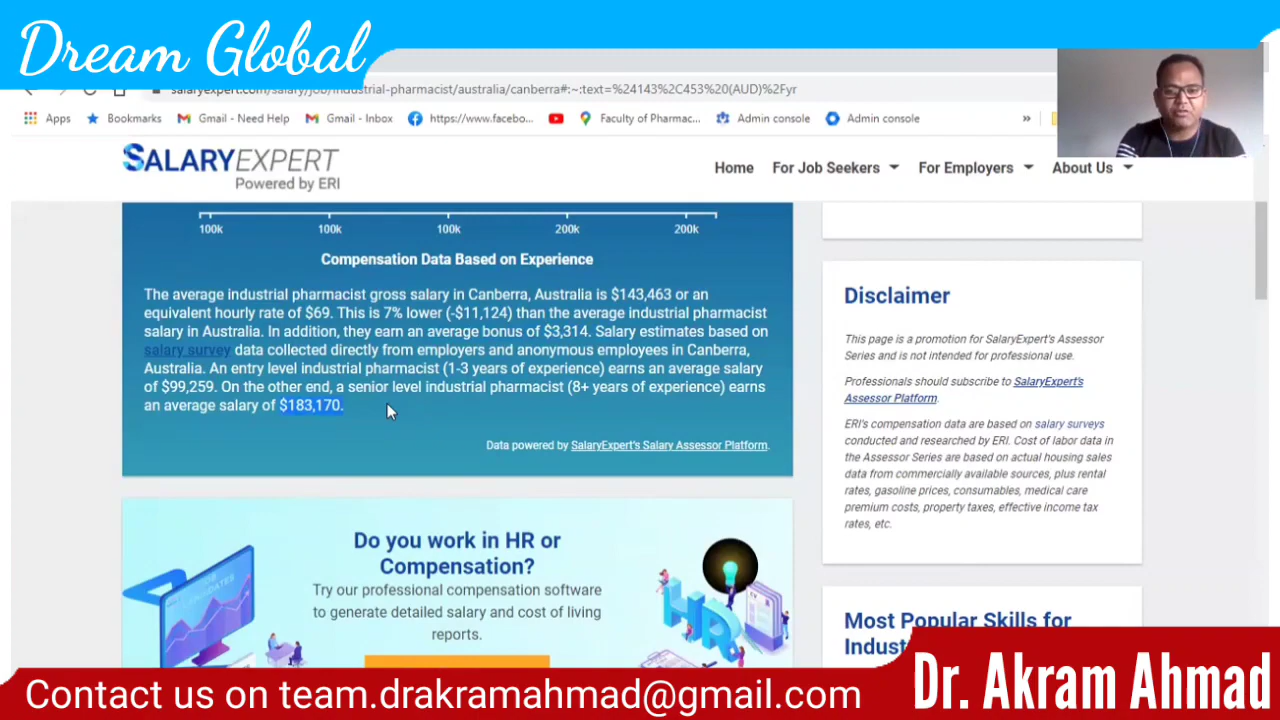 Dream Global
salaryexpert.com/salary/job/industrial-pharmacist/australia/canberra#:~:text=%24143%2C453%20(AUD)%2Fyr
Apps
Bookmarks
Gmail - Need Help
Gmail - Inbox
https://www.facebo...
Faculty of Pharmac...
Admin console
Admin console
»
SALARYEXPERT
Powered by ERI
Home
For Job Seekers
For Employers
About Us
100k 100k 100k 200k 200k
Compensation Data Based on Experience
The average industrial pharmacist gross salary in Canberra, Australia is $143,463 or an
equivalent hourly rate of $69. This is 7% lower (-$11,124) than the average industrial pharmacist
salary in Australia. In addition, they earn an average bonus of $3,314. Salary estimates based on
salary survey data collected directly from employers and anonymous employees in Canberra,
Australia. An entry level industrial pharmacist (1-3 years of experience) earns an average salary
of $99,259. On the other end, a senior level industrial pharmacist (8+ years of experience) earns
an average salary of $183,170.
Data powered by SalaryExpert's Salary Assessor Platform.
Do you work in HR or
Compensation?
Try our professional compensation software
to generate detailed salary and cost of living
reports.
HR
Disclaimer
This page is a promotion for SalaryExpert's Assessor
Series and is not intended for professional use.
Professionals should subscribe to SalaryExpert's
Assessor Platform.
ERI's compensation data are based on salary surveys
conducted and researched by ERI. Cost of labor data in
the Assessor Series are based on actual housing sales
data from commercially available sources, plus rental
rates, gasoline prices, consumables, medical care
premium costs, property taxes, effective income tax
rates, etc.
Most Popular Skills for
Indust
Contact us on team.drakramahmad@gmail.com
Dr. Akram Ahmad